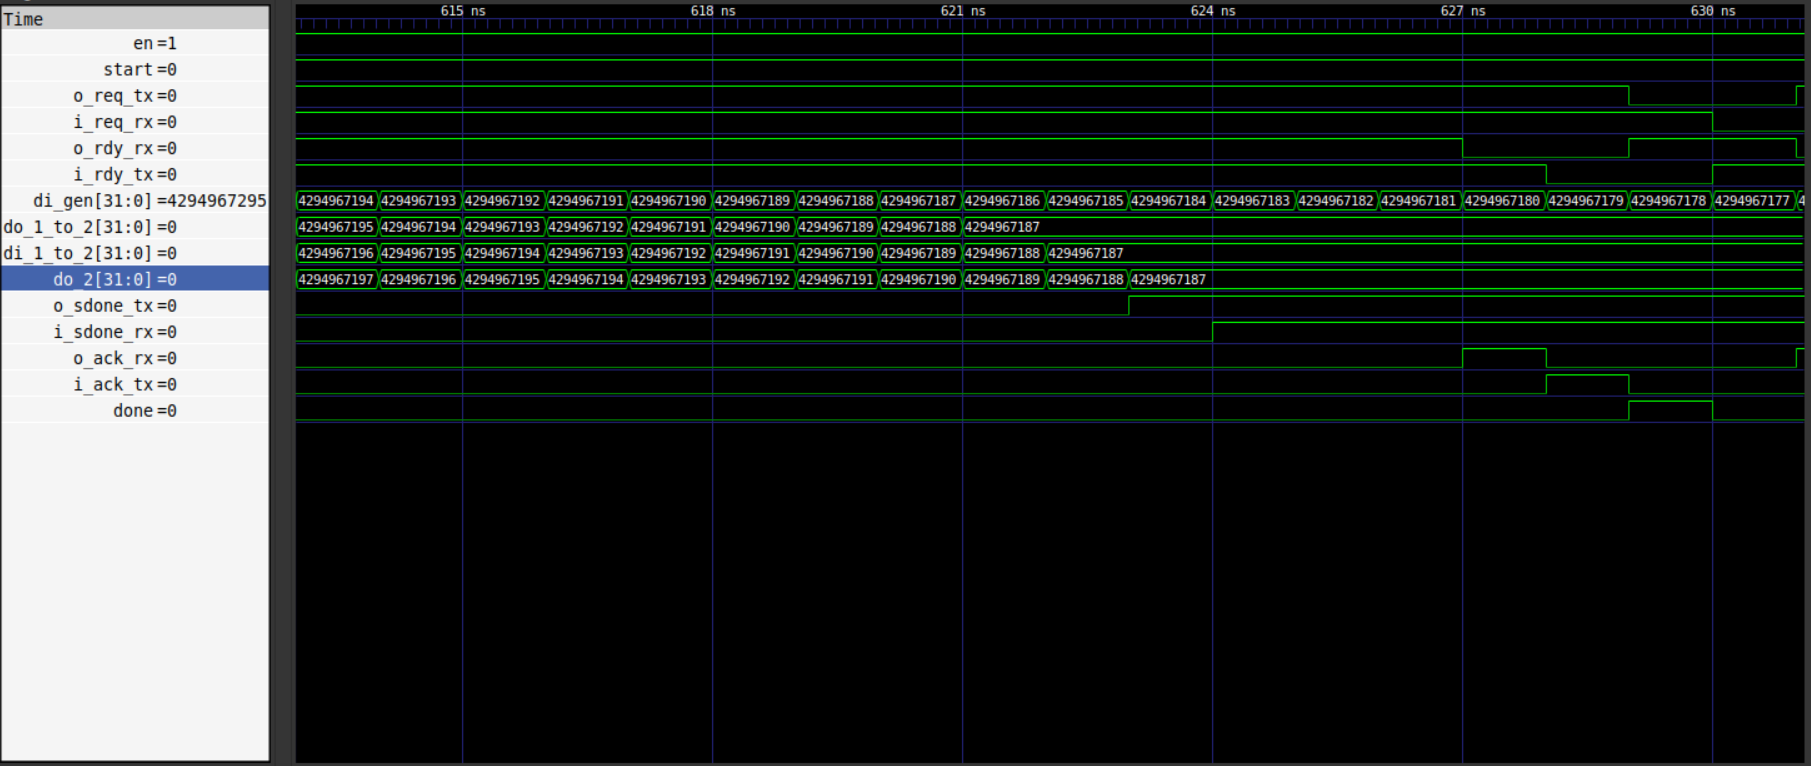 615 ns 618 ns 621 ns 624 ns 627 ns 630 ns
Time
en =1
start =0
o_req_tx =0
i_req_rx =0
o_rdy_rx =0
i_rdy_tx =0
di_gen[31:0] =4294967295 4294967194 4294967193 4294967192 4294967191 4294967190 4294967189 4294967188 4294967187 4294967186 4294967185 4294967184 4294967183 4294967182 4294967181 4294967180 4294967179 4294967178 4294967177 4
do_1_to_2[31:0] =0 4294967195 4294967194 4294967193 4294967192 4294967191 4294967190 4294967189 4294967188 4294967187
di_1_to_2[31:0] =0 4294967196 4294967195 4294967194 4294967193 4294967192 4294967191 4294967190 4294967189 4294967188 4294967187
do_2[31:0] =0 4294967197 4294967196 4294967195 4294967194 4294967193 4294967192 4294967191 4294967190 4294967189 4294967188 4294967187
o_sdone_tx =0
i_sdone_rx =0
o_ack_rx =0
i_ack_tx =0
done =0